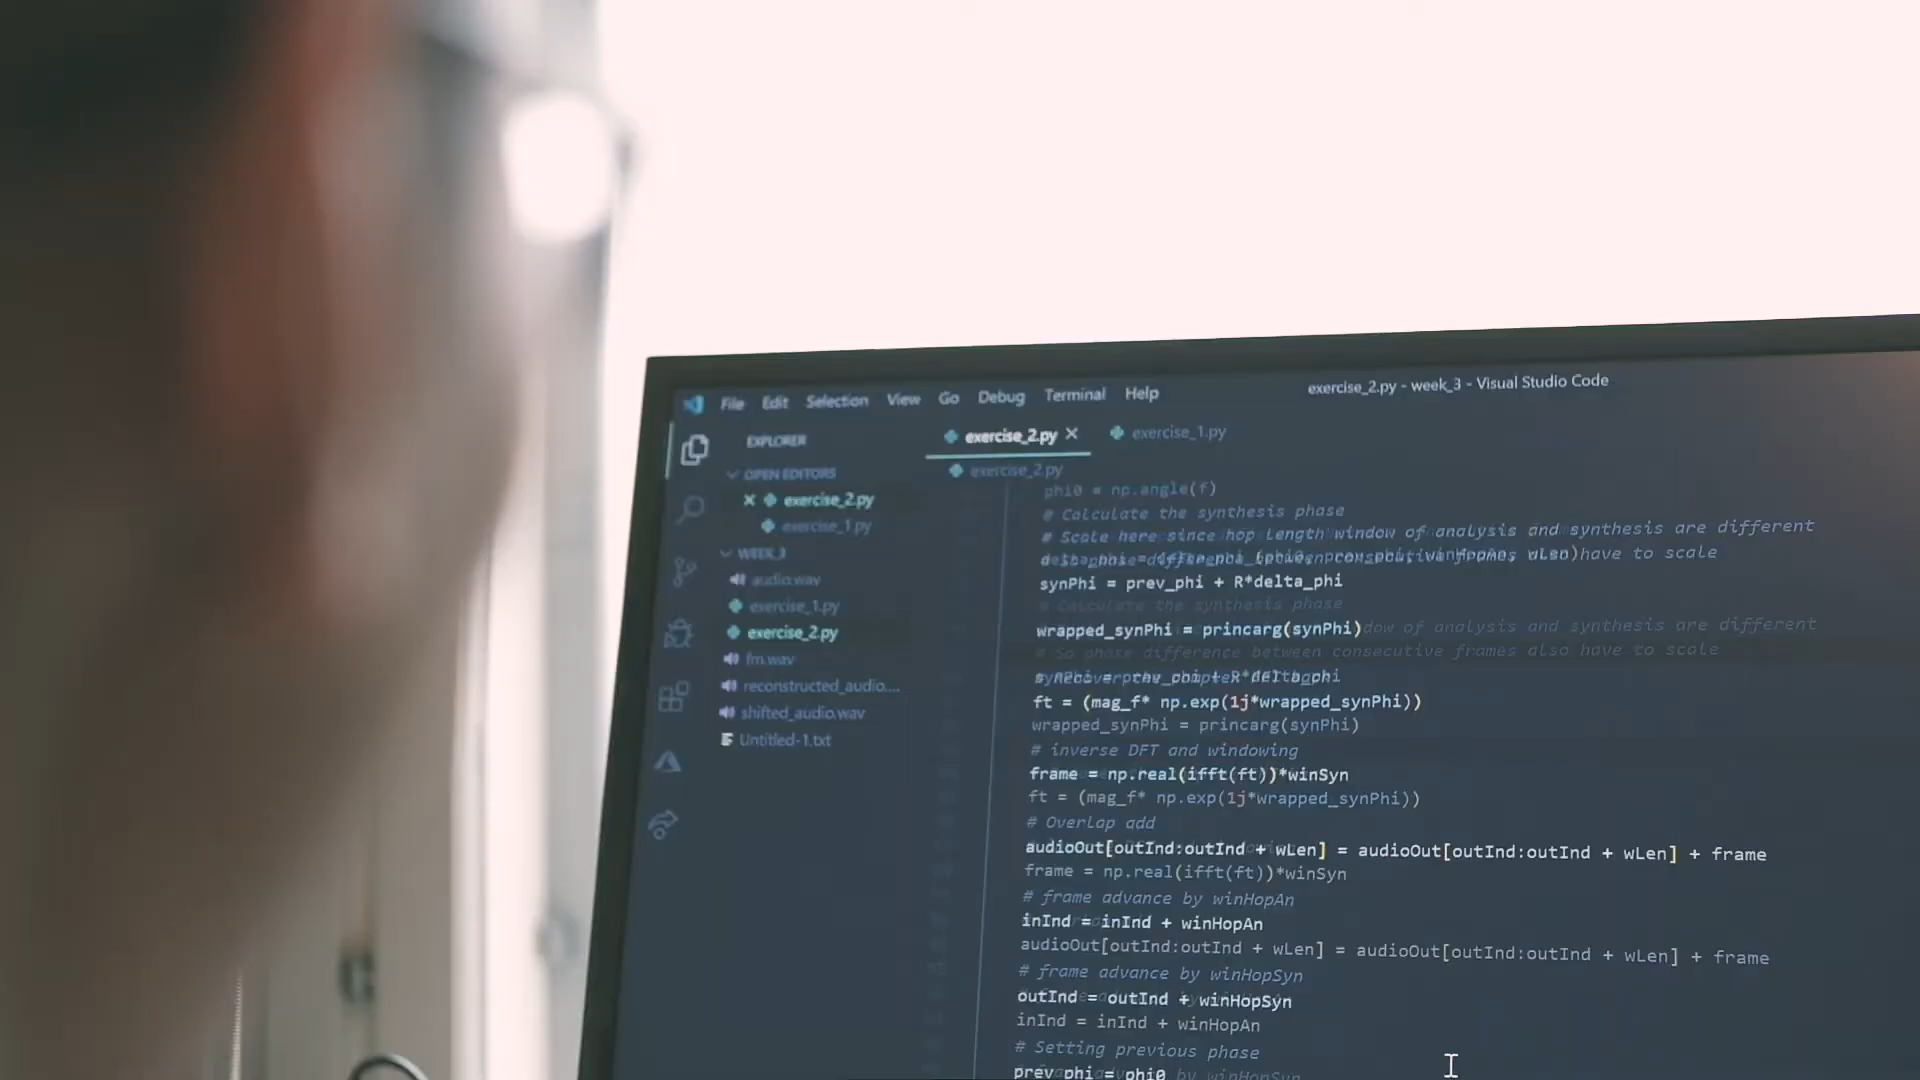 File Edit Selection View Go Debug Terminal Help
exercise_2.py - week_3 - Visual Studio Code
EXPLORER
OPEN EDITORS
exercise_2.py
exercise_1.py
WEEK_3
audio.wav
exercise_1.py
exercise_2.py
fm.wav
reconstructed_audio....
shifted_audio.wav
Untitled-1.txt
exercise_2.py exercise_1.py
exercise_2.py
phi0 = np.angle(f)
# Calculate the synthesis phase
# Scale here since hop length window of analysis and synthesis are different
have to scale
synPhi = prev_phi + R*delta_phi
# Calculate the synthesis phase
wrapped_synPhi = princarg(synPhi)dow of analysis and synthesis are different
# So phase difference between consecutive frames also have to scale
ft = (mag_f* np.exp(1j*wrapped_synPhi))
wrapped_synPhi = princarg(synPhi)
# inverse DFT and windowing
frame = np.real(ifft(ft))*winSyn
ft = (mag_f* np.exp(1j*wrapped_synPhi))
# Overlap add
audioOut[outInd:outInd + wLen] = audioOut[outInd:outInd + wLen] + frame
frame = np.real(ifft(ft))*winSyn
# frame advance by winHopAn
inInd = inInd + winHopAn
audioOut[outInd:outInd + wLen] = audioOut[outInd:outInd + wLen] + frame
# frame advance by winHopSyn
outInd = outInd + winHopSyn
inInd = inInd + winHopAn
# Setting previous phase
prev_phi = phi0 by winHopSyn